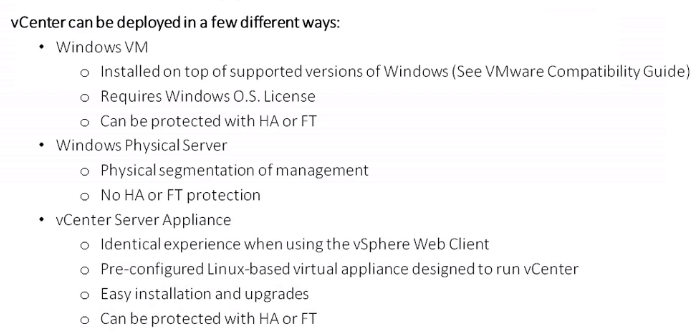 vCenter can be deployed in a few different ways:
• Windows VM
o Installed on top of supported versions of Windows (See VMware Compatibility Guide)
o Requires Windows O.S. License
o Can be protected with HA or FT
• Windows Physical Server
o Physical segmentation of management
o No HA or FT protection
• vCenter Server Appliance
o Identical experience when using the vSphere Web Client
o Pre-configured Linux-based virtual appliance designed to run vCenter
o Easy installation and upgrades
o Can be protected with HA or FT